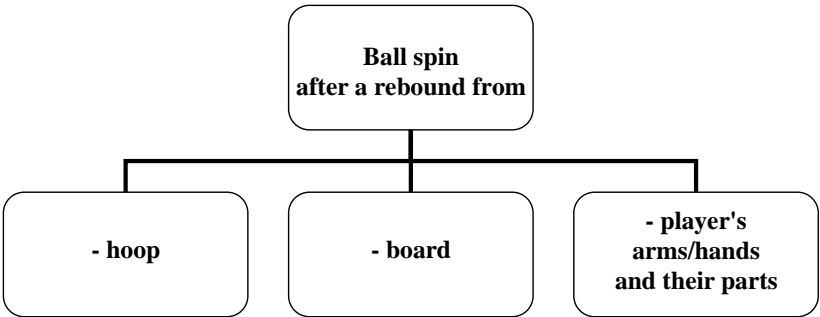 Ball spin
after a rebound from
- hoop
- board
- player's
arms/hands
and their parts